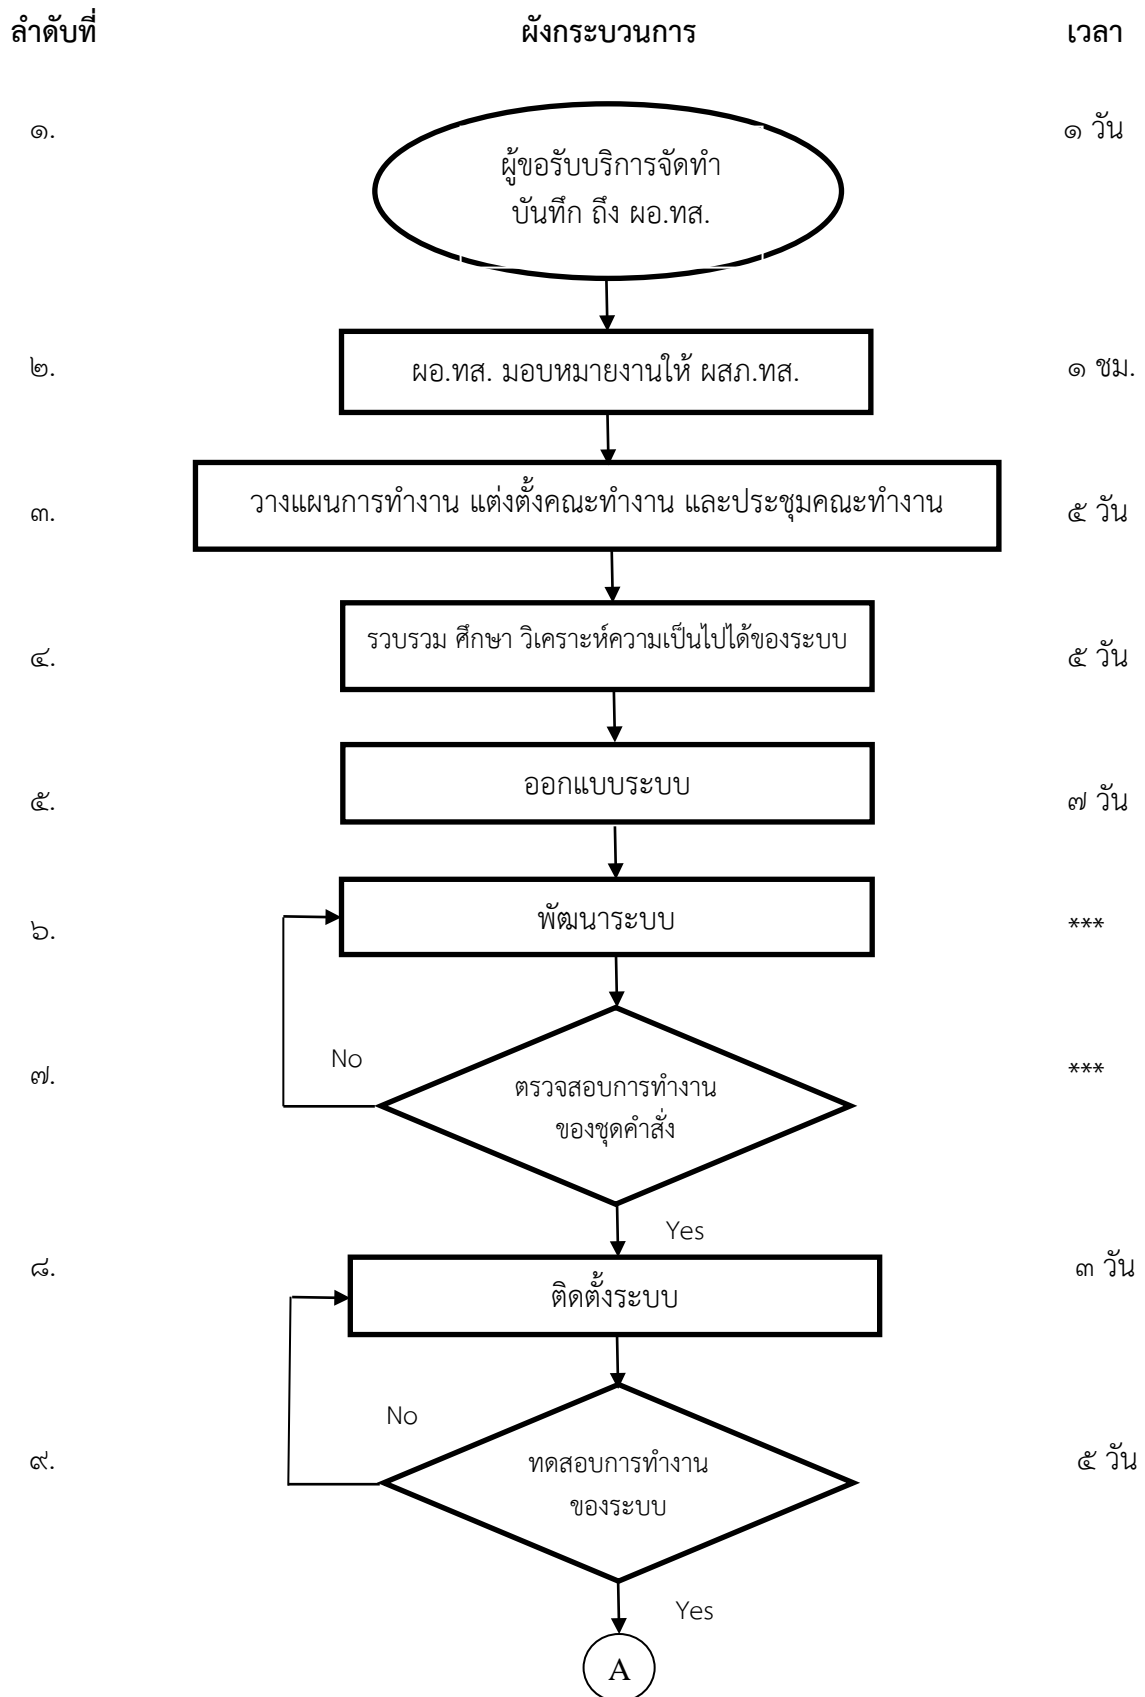 ลำดับที่ ผังกระบวนการ เวลา
๑. ๑ วัน
ผู้ขอรับบริการจัดทำ
บันทึก ถึง ผอ.ทส.
๒. ผอ.ทส. มอบหมายงานให้ ผสภ.ทส. ๑ ชม.
๓. วางแผนการทำงาน แต่งตั้งคณะทำงาน และประชุมคณะทำงาน ๕ วัน
๔. รวบรวม ศึกษา วิเคราะห์ความเป็นไปได้ของระบบ ๕ วัน
๕. ออกแบบระบบ ๗ วัน
๖. พัฒนาระบบ ***
No
๗. ***
ตรวจสอบการทำงาน
ของชุดคำสั่ง
Yes
๘. ติดตั้งระบบ ๓ วัน
No
๙. ๕ วัน
ทดสอบการทำงาน
ของระบบ
Yes
A